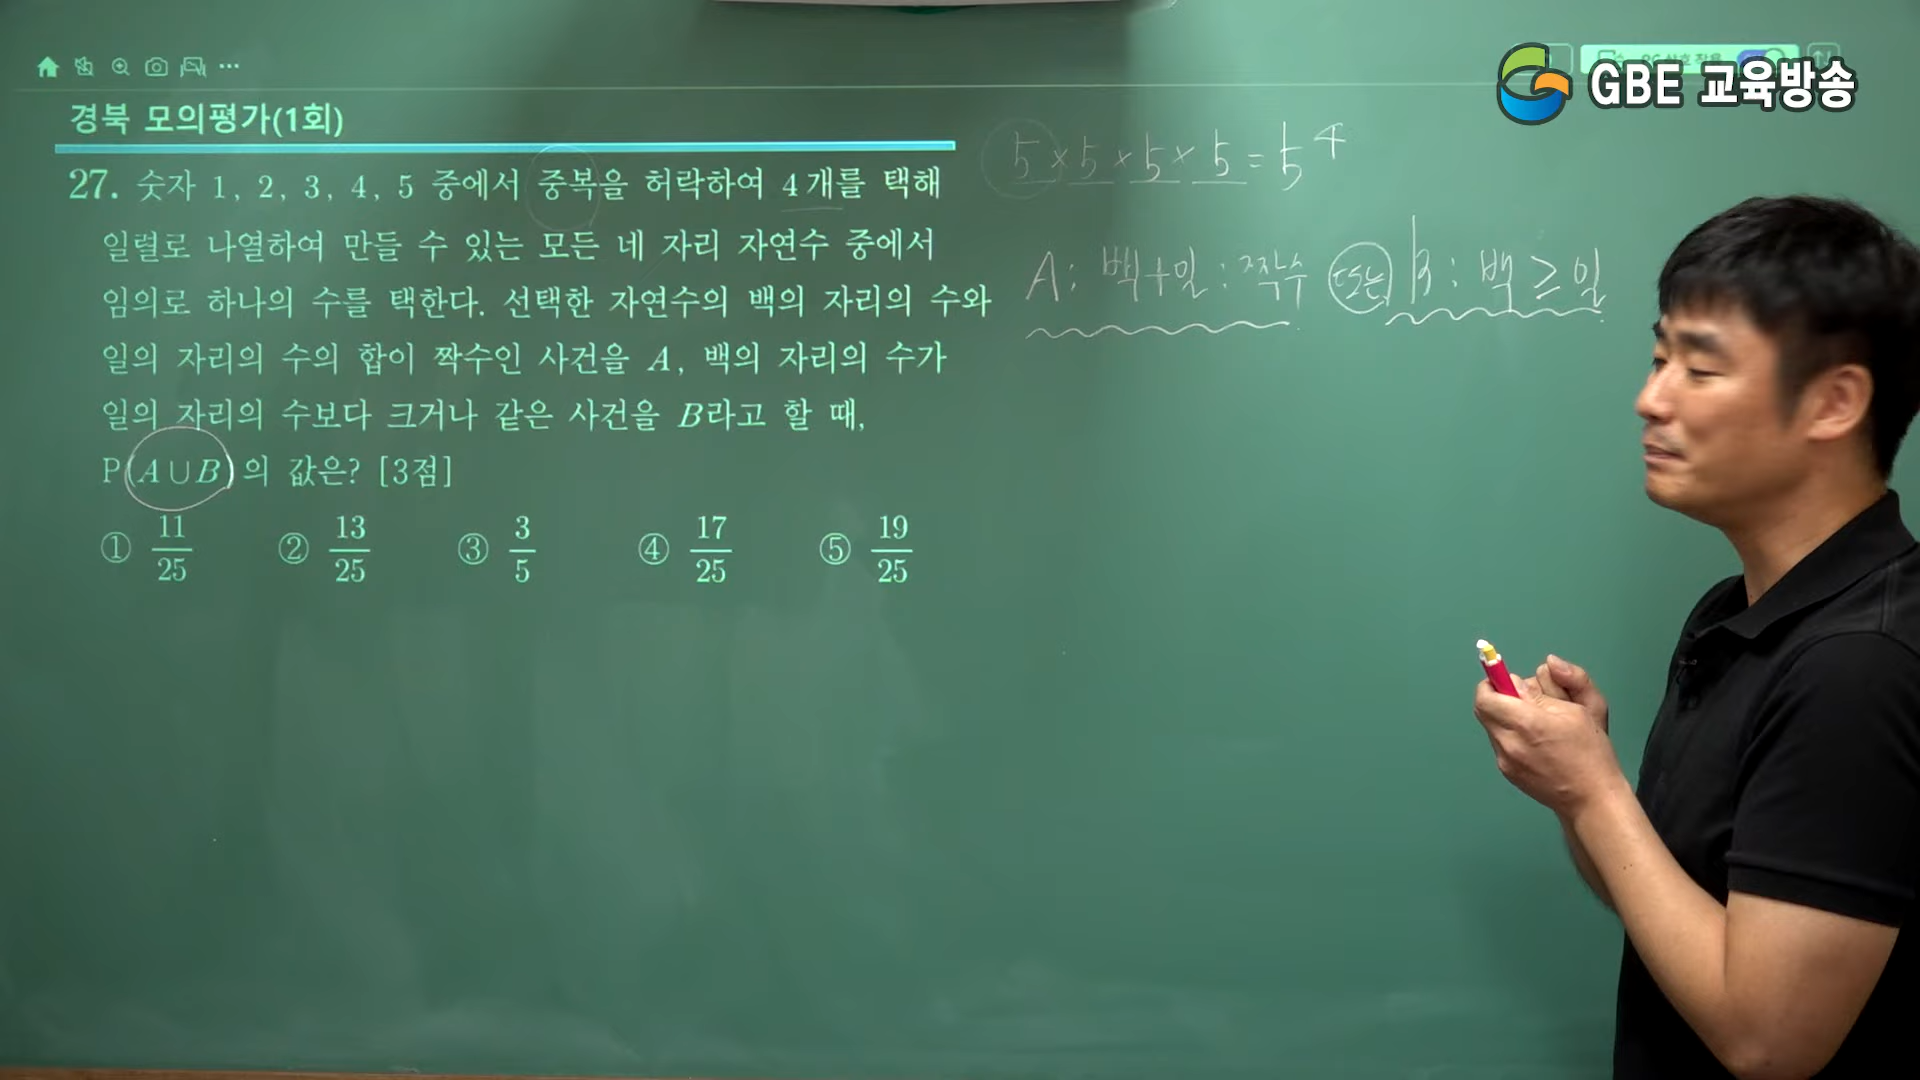 GBE 교육방송
경북 모의평가(1회)
27. 숫자 1, 2, 3, 4, 5 중에서 중복을 허락하여 4개를 택해
일렬로 나열하여 만들 수 있는 모든 네 자리 자연수 중에서
임의로 하나의 수를 택한다. 선택한 자연수의 백의 자리의 수와
일의 자리의 수의 합이 짝수인 사건을 A, 백의 자리의 수가
일의 자리의 수보다 크거나 같은 사건을 B라고 할 때,
P(A∪B)의 값은? [3점]
① 11/25 ② 13/25 ③ 3/5 ④ 17/25 ⑤ 19/25
5×5×5×5=5⁴
A: 백+일: 짝수 또는 B: 백≥일